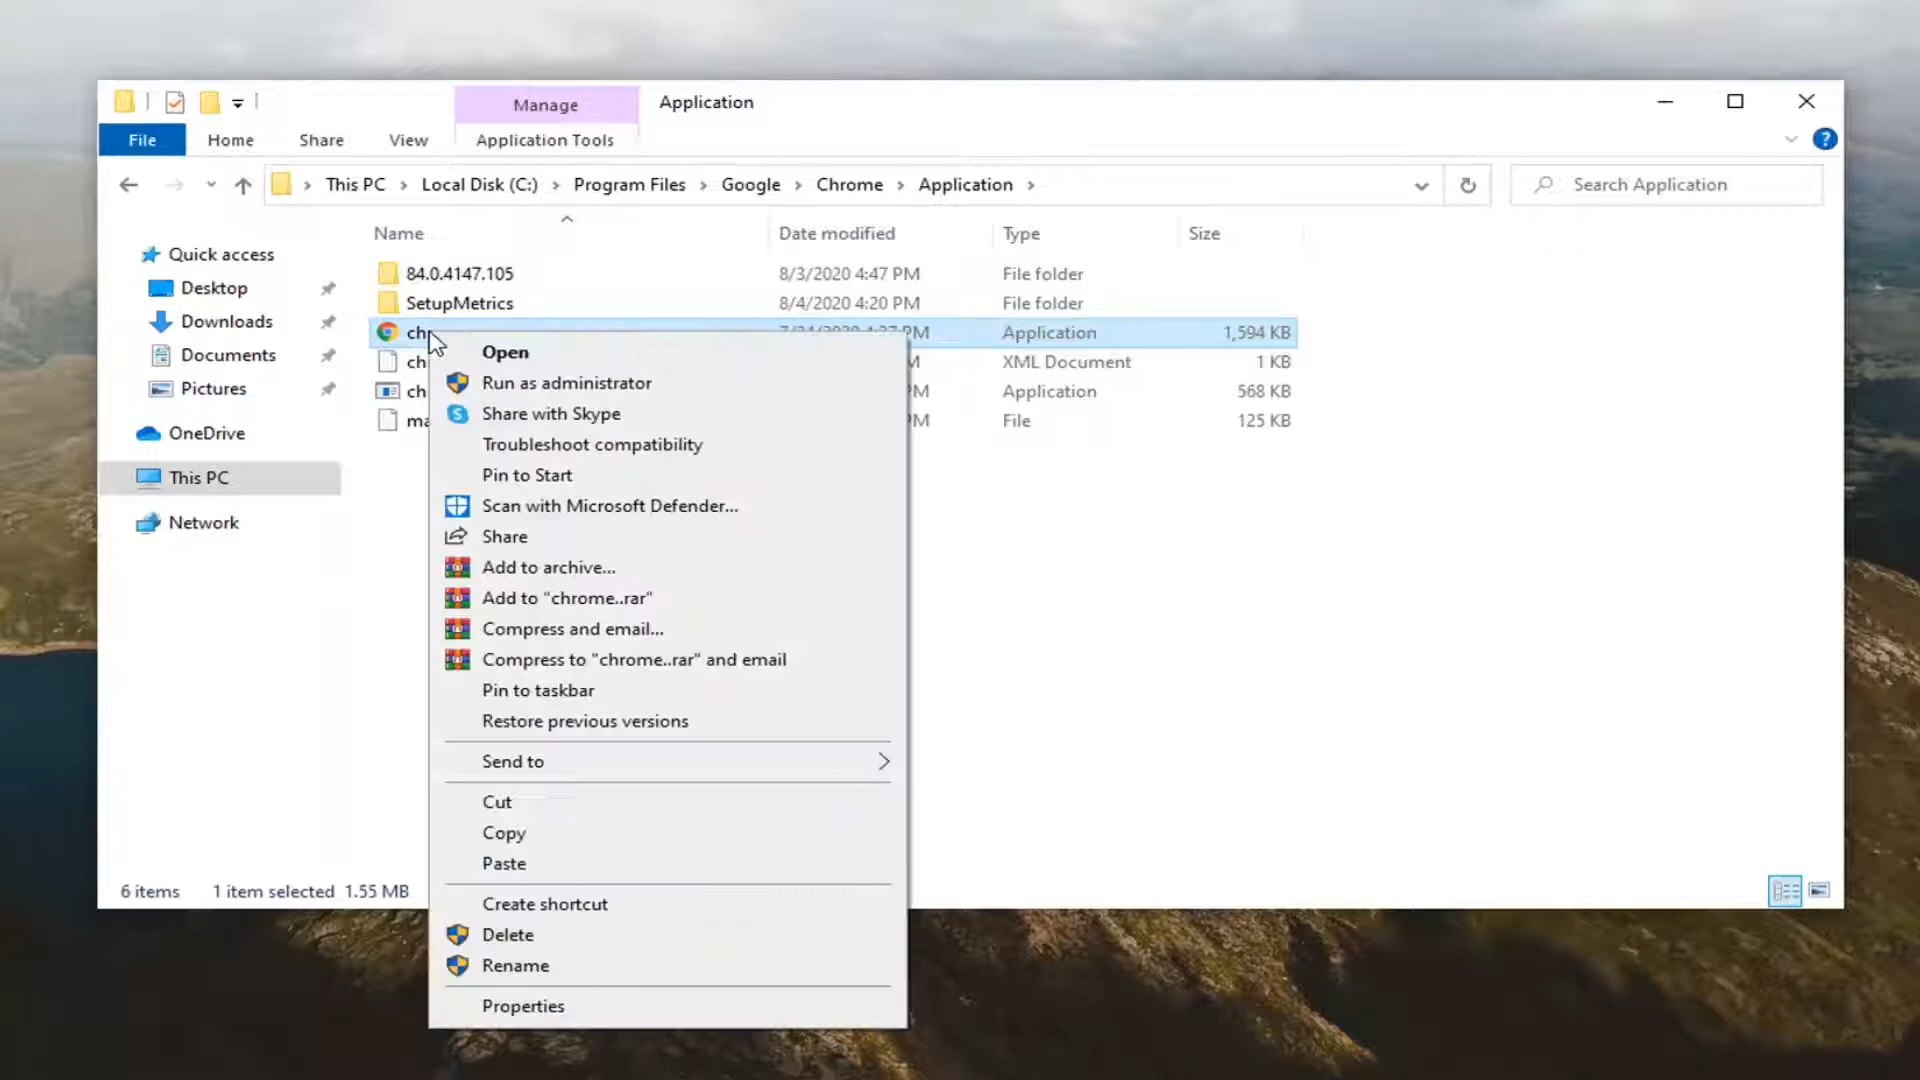 Manage
Application
File
Home
Share
View
Application Tools
This PC
Local Disk (C:)
Program Files
Google
Chrome
Application
Search Application
Name
Date modified
Type
Size
Quick access
Desktop
Downloads
Documents
Pictures
OneDrive
This PC
Network
84.0.4147.105 8/3/2020 4:47 PM File folder
SetupMetrics 8/4/2020 4:20 PM File folder
Application 1,594 KB
XML Document 1 KB
Application 568 KB
File 125 KB
Open
Run as administrator
Share with Skype
Troubleshoot compatibility
Pin to Start
Scan with Microsoft Defender...
Share
Add to archive...
Add to "chrome..rar"
Compress and email...
Compress to "chrome..rar" and email
Pin to taskbar
Restore previous versions
Send to
Cut
Copy
Paste
Create shortcut
Delete
Rename
Properties
6 items
1 item selected 1.55 MB